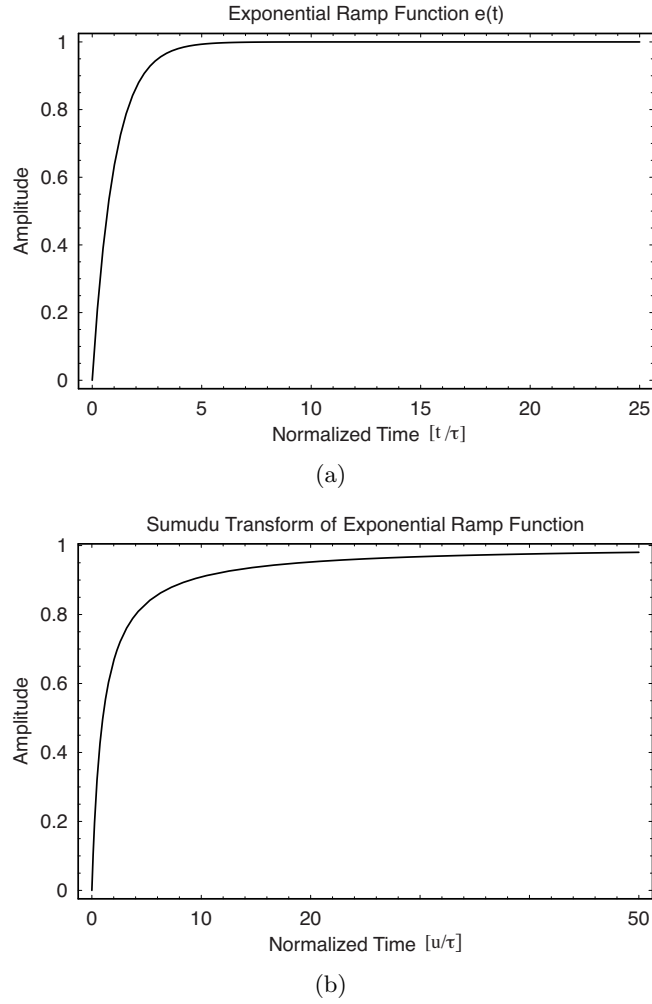 Exponential Ramp Function e(t)
1
0.8
0.6
0.4
0.2
0
Amplitude
0 5 10 15 20 25
Normalized Time [t/τ]
(a)
Sumudu Transform of Exponential Ramp Function
1
0.8
0.6
0.4
0.2
0
Amplitude
0 10 20 50
Normalized Time [u/τ]
(b)